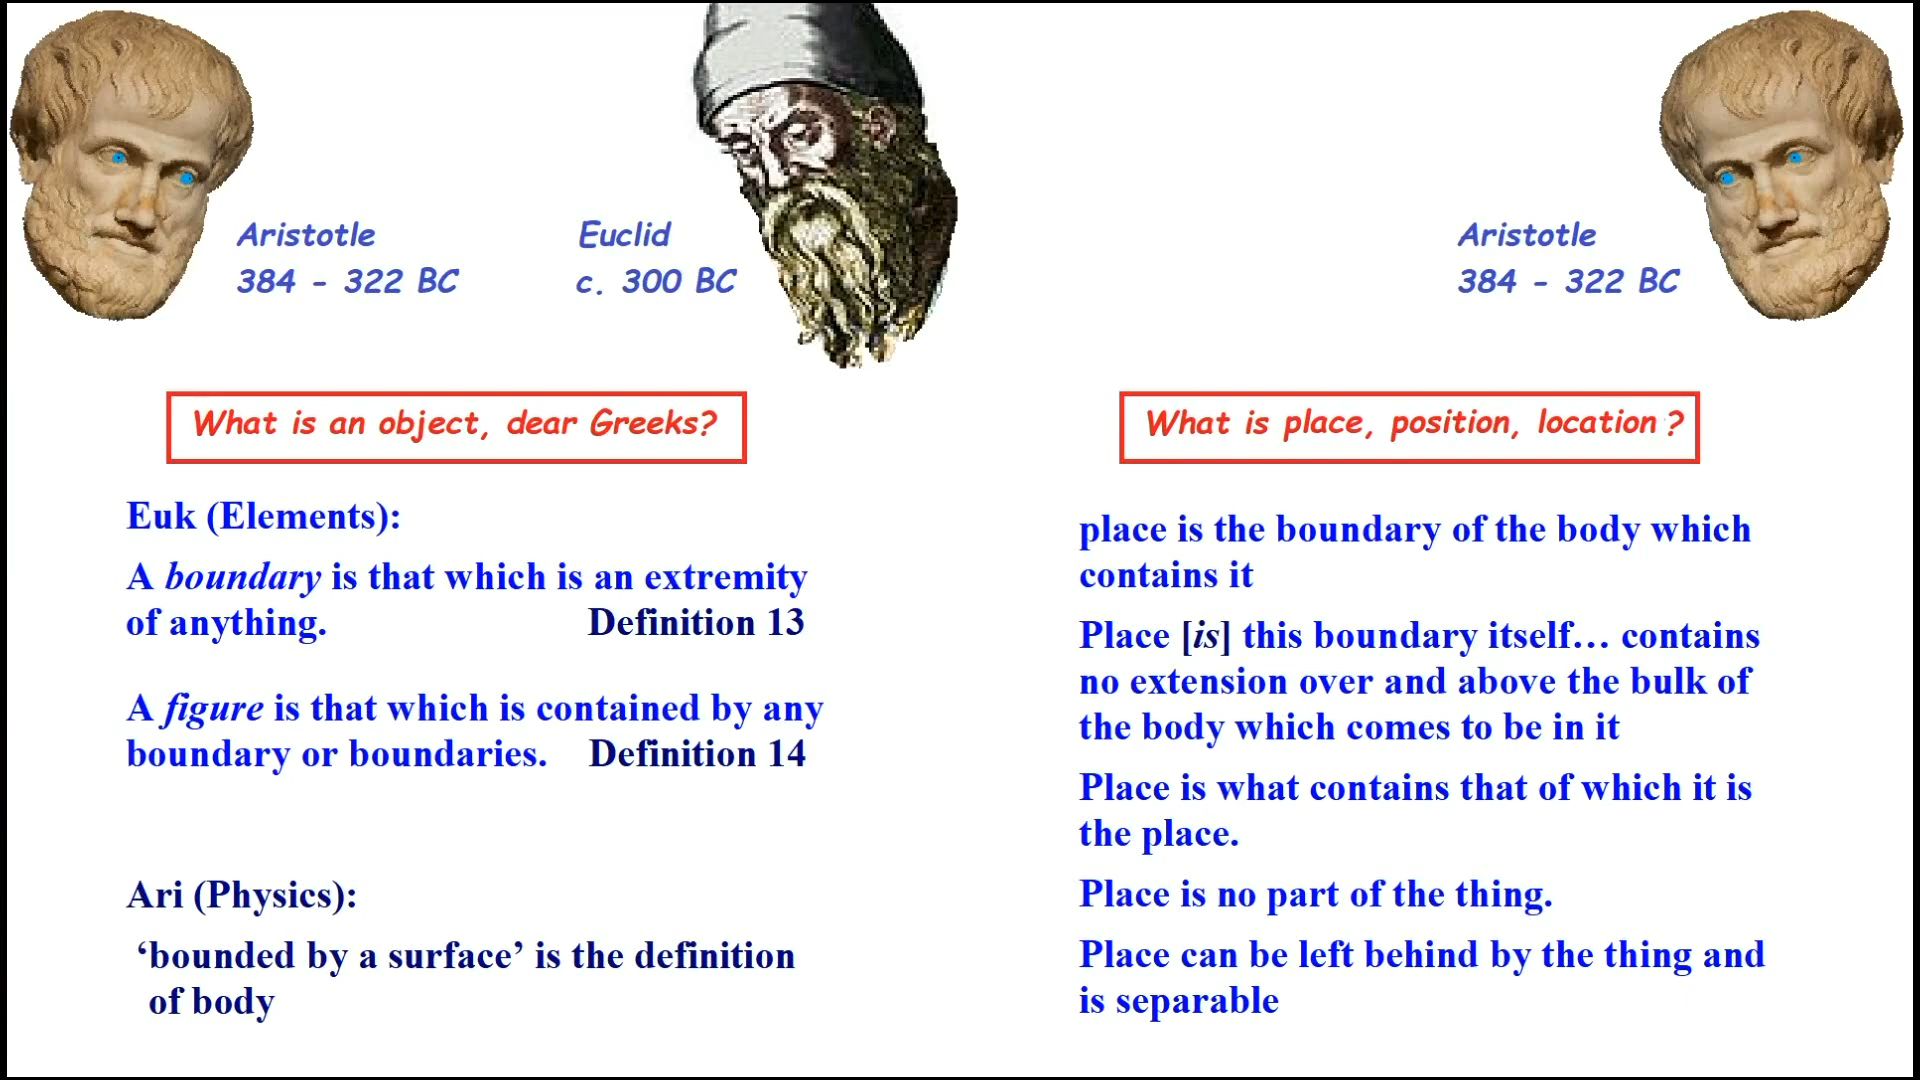 Aristotle
384 - 322 BC
Euclid
c. 300 BC
Aristotle
384 - 322 BC
What is an object, dear Greeks?
Euk (Elements):
A boundary is that which is an extremity
of anything. Definition 13
A figure is that which is contained by any
boundary or boundaries. Definition 14
Ari (Physics):
‘bounded by a surface’ is the definition
of body
What is place, position, location ?
place is the boundary of the body which
contains it
Place [is] this boundary itself… contains
no extension over and above the bulk of
the body which comes to be in it
Place is what contains that of which it is
the place.
Place is no part of the thing.
Place can be left behind by the thing and
is separable